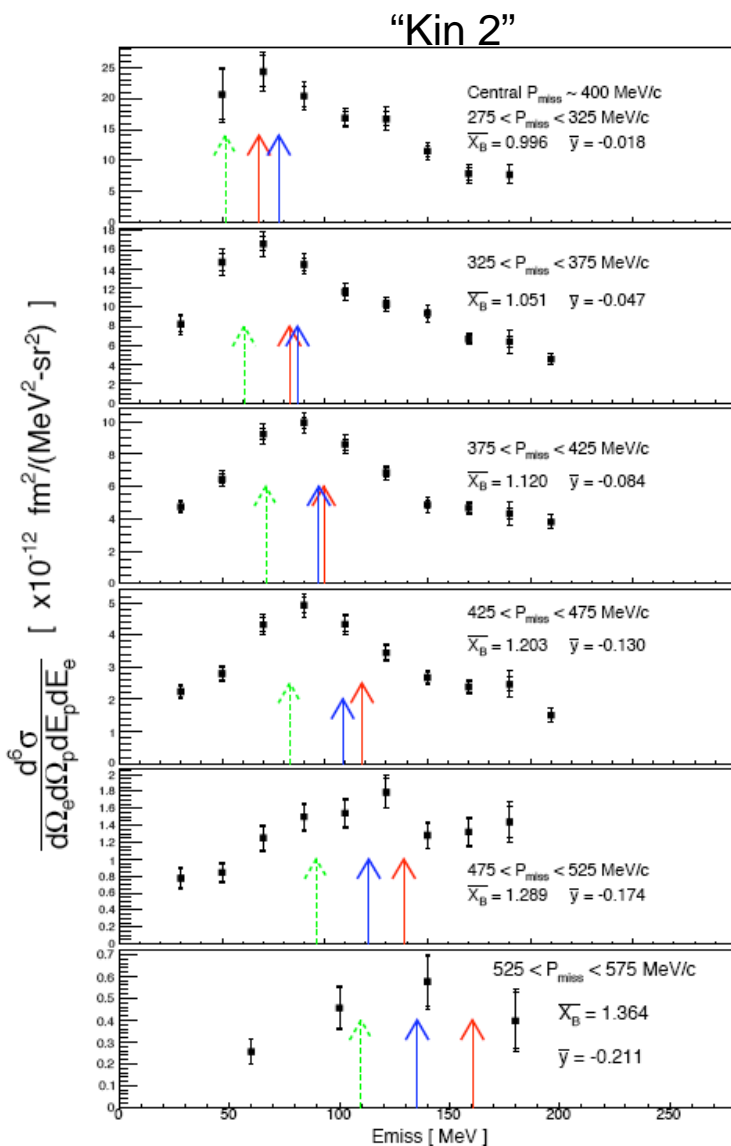 “Kin 2”
25
20
15
10
5
0
Central P_miss ~ 400 MeV/c
275 < P_miss < 325 MeV/c
X_B = 0.996 y = -0.018
18
16
14
12
10
8
6
4
2
0
325 < P_miss < 375 MeV/c
X_B = 1.051 y = -0.047
10
8
6
4
2
0
375 < P_miss < 425 MeV/c
X_B = 1.120 y = -0.084
5
4
3
2
1
0
425 < P_miss < 475 MeV/c
X_B = 1.203 y = -0.130
2
1.8
1.6
1.4
1.2
1
0.8
0.6
0.4
0.2
0
475 < P_miss < 525 MeV/c
X_B = 1.289 y = -0.174
0.7
0.6
0.5
0.4
0.3
0.2
0.1
0
525 < P_miss < 575 MeV/c
X_B = 1.364
y = -0.211
0 50 100 150 200 250
Emiss [ MeV ]
d⁶σ
dΩ_e dΩ_p dE_p dE_e
[ x10⁻¹² fm²/(MeV²-sr²) ]